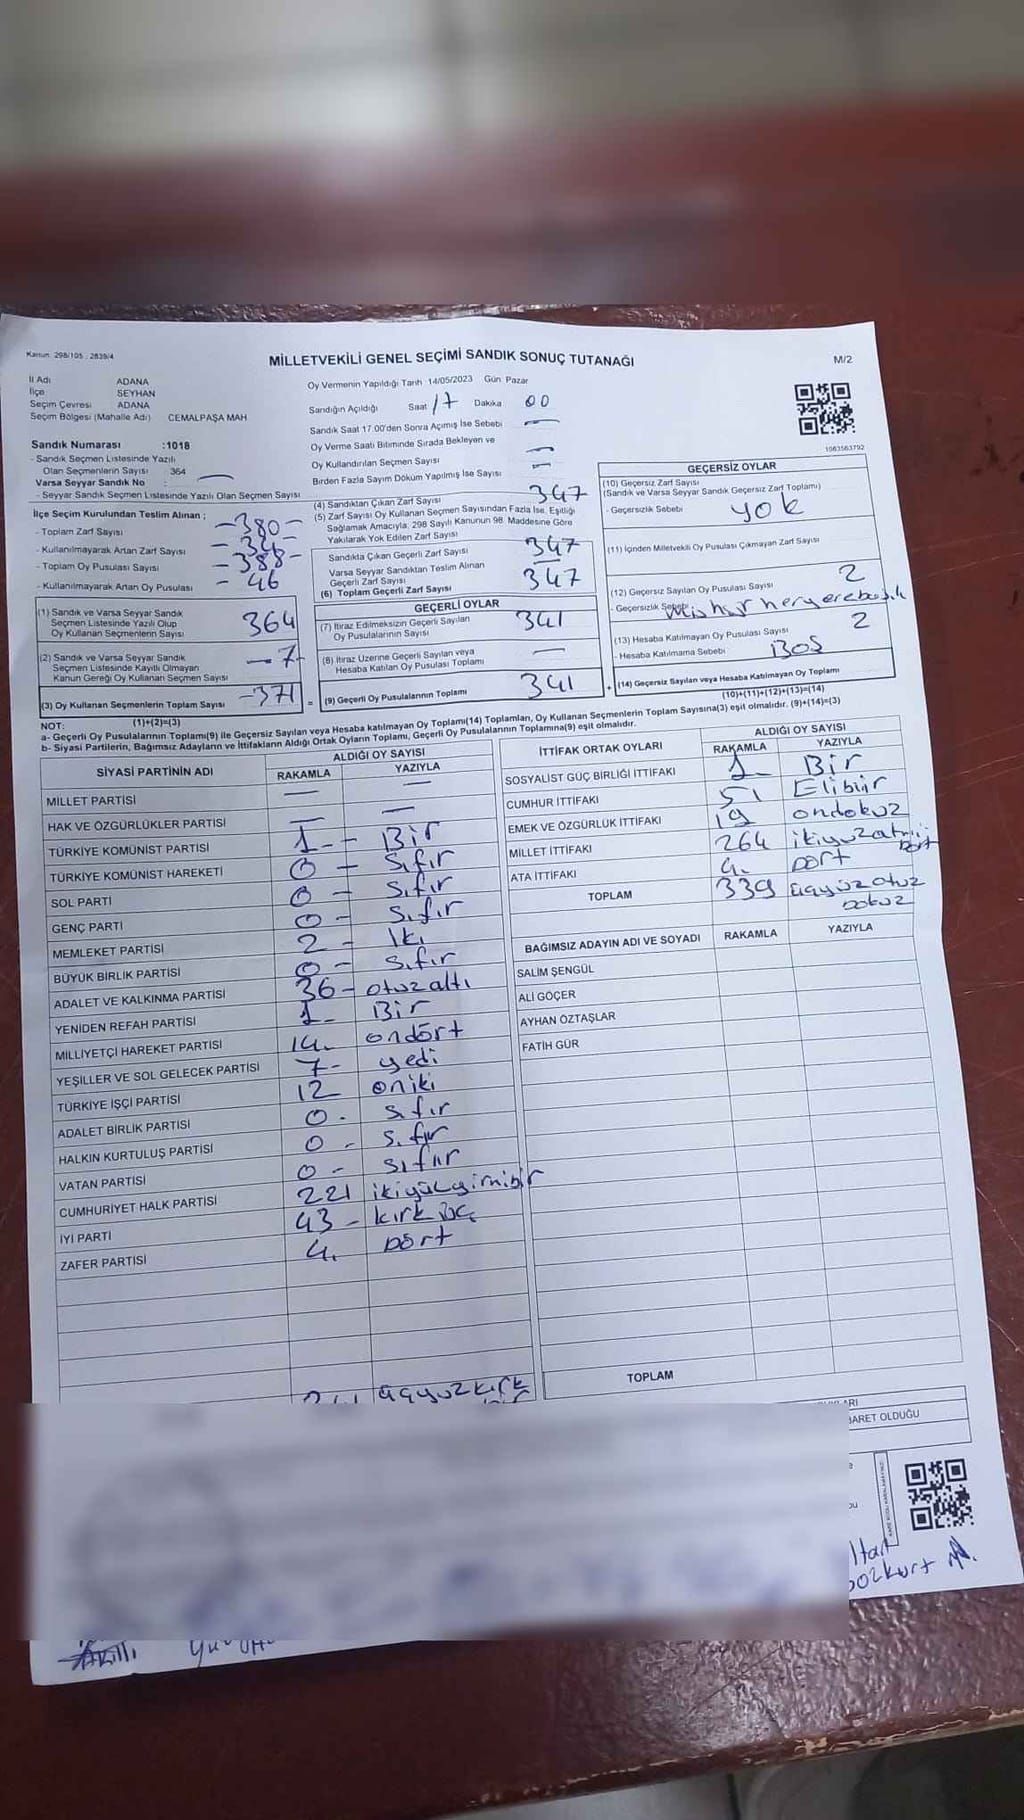 Kanun: 298/105 , 2839/4
MİLLETVEKİLİ GENEL SEÇİMİ SANDIK SONUÇ TUTANAĞI
M/2
İl Adı ADANA
İlçe SEYHAN
Seçim Çevresi ADANA
Seçim Bölgesi (Mahalle Adı) CEMALPAŞA MAH
Oy Vermenin Yapıldığı Tarih 14/05/2023 Gün Pazar
Sandığın Açıldığı Saat 17 Dakika 00
Sandık Saat 17.00'den Sonra Açmış İse Sebebi —
Oy Verme Saati Bitiminde Sırada Bekleyen ve
Oy Kullandırılan Seçmen Sayısı —
Birden Fazla Sayım Döküm Yapılmış İse Sayısı —
Sandık Numarası :1018
- Sandık Seçmen Listesinde Yazılı
Olan Seçmenlerin Sayısı 364
Varsa Seyyar Sandık No : —
- Seyyar Sandık Seçmen Listesinde Yazılı Olan Seçmen Sayısı
İlçe Seçim Kurulundan Teslim Alınan ;
- Toplam Zarf Sayısı – 380 –
- Kullanılmayarak Artan Zarf Sayısı
- Toplam Oy Pusulası Sayısı – 388 –
- Kullanılmayarak Artan Oy Pusulası – 46
(1) Sandık ve Varsa Seyyar Sandık
Seçmen Listesinde Yazılı Olup
Oy Kullanan Seçmenlerin Sayısı 364
(2) Sandık ve Varsa Seyyar Sandık
Seçmen Listesinde Kayıtlı Olmayan
Kanun Gereği Oy Kullanan Seçmen Sayısı – 7 –
(3) Oy Kullanan Seçmenlerin Toplam Sayısı – 371
(1)+(2)=(3)
(4) Sandıktan Çıkan Zarf Sayısı 347
(5) Zarf Sayısı Oy Kullanan Seçmen Sayısından Fazla İse, Eşitliği
Sağlamak Amacıyla, 298 Sayılı Kanunun 98. Maddesine Göre
Yakılarak Yok Edilen Zarf Sayısı
Sandıkta Çıkan Geçerli Zarf Sayısı 347
Varsa Seyyar Sandıktan Teslim Alınan
Geçerli Zarf Sayısı —
(6) Toplam Geçerli Zarf Sayısı 347
GEÇERLİ OYLAR
(7) İtiraz Edilmeksizin Geçerli Sayılan
Oy Pusulalarının Sayısı 341
(8) İtiraz Üzerine Geçerli Sayılan veya
Hesaba Katılan Oy Pusulası Toplamı —
= (9) Geçerli Oy Pusulalarının Toplamı 341 +
1063563792
GEÇERSİZ OYLAR
(10) Geçersiz Zarf Sayısı
(Sandık ve Varsa Seyyar Sandık Geçersiz Zarf Toplamı)
- Geçersizlik Sebebi yok
(11) İçinden Milletvekili Oy Pusulası Çıkmayan Zarf Sayısı
(12) Geçersiz Sayılan Oy Pusulası Sayısı 2
- Geçersizlik Sebebi Mühür heryere
(13) Hesaba Katılmayan Oy Pusulası Sayısı 2
- Hesaba Katılmama Sebebi Boş
(14) Geçersiz Sayılan veya Hesaba Katılmayan Oy Toplamı
(10)+(11)+(12)+(13)=(14)
NOT:
a- Geçerli Oy Pusulalarının Toplamı(9) ile Geçersiz Sayılan veya Hesaba katılmayan Oy Toplamı(14) Toplamları, Oy Kullanan Seçmenlerin Toplam Sayısına(3) eşit olmalıdır. (9)+(14)=(3)
b- Siyasi Partilerin, Bağımsız Adayların ve İttifakların Aldığı Ortak Oyların Toplamı, Geçerli Oy Pusulalarının Toplamına(9) eşit olmalıdır.
SİYASİ PARTİNİN ADI ALDIĞI OY SAYISI
RAKAMLA YAZIYLA
MİLLET PARTİSİ — —
HAK VE ÖZGÜRLÜKLER PARTİSİ — —
TÜRKİYE KOMÜNİST PARTİSİ 1 – Bir
TÜRKİYE KOMÜNİST HAREKETİ 0 – sıfır
SOL PARTİ 0 – sıfır
GENÇ PARTİ 0 – sıfır
MEMLEKET PARTİSİ 2 – İki
BÜYÜK BİRLİK PARTİSİ 0 – sıfır
ADALET VE KALKINMA PARTİSİ 36 – otuzaltı
YENİDEN REFAH PARTİSİ 1 – Bir
MİLLİYETÇİ HAREKET PARTİSİ 14. ondört
YEŞİLLER VE SOL GELECEK PARTİSİ 7 – yedi
TÜRKİYE İŞÇİ PARTİSİ 12 oniki
ADALET BİRLİK PARTİSİ 0 - sıfır
HALKIN KURTULUŞ PARTİSİ 0 - sıfır
VATAN PARTİSİ 0 – sıfır
CUMHURİYET HALK PARTİSİ 221 ikiyüzyirmibir
İYİ PARTİ 43 – kırküç
ZAFER PARTİSİ 4. Dört
üçyüzkırk
İTTİFAK ORTAK OYLARI ALDIĞI OY SAYISI
RAKAMLA YAZIYLA
SOSYALİST GÜÇ BİRLİĞİ İTTİFAKI 1 Bir
CUMHUR İTTİFAKI 51 Ellibir
EMEK VE ÖZGÜRLÜK İTTİFAKI 19 ondokuz
MİLLET İTTİFAKI 264 ikiyüzatmış dört
ATA İTTİFAKI 4. Dört
TOPLAM 339 üçyüzotuz
Dokuz
BAĞIMSIZ ADAYIN ADI VE SOYADI RAKAMLA YAZIYLA
SALİM ŞENGÜL
ALİ GÖÇER
AYHAN ÖZTAŞLAR
FATİH GÜR
TOPLAM
BARET OLDUĞU
bozkurt